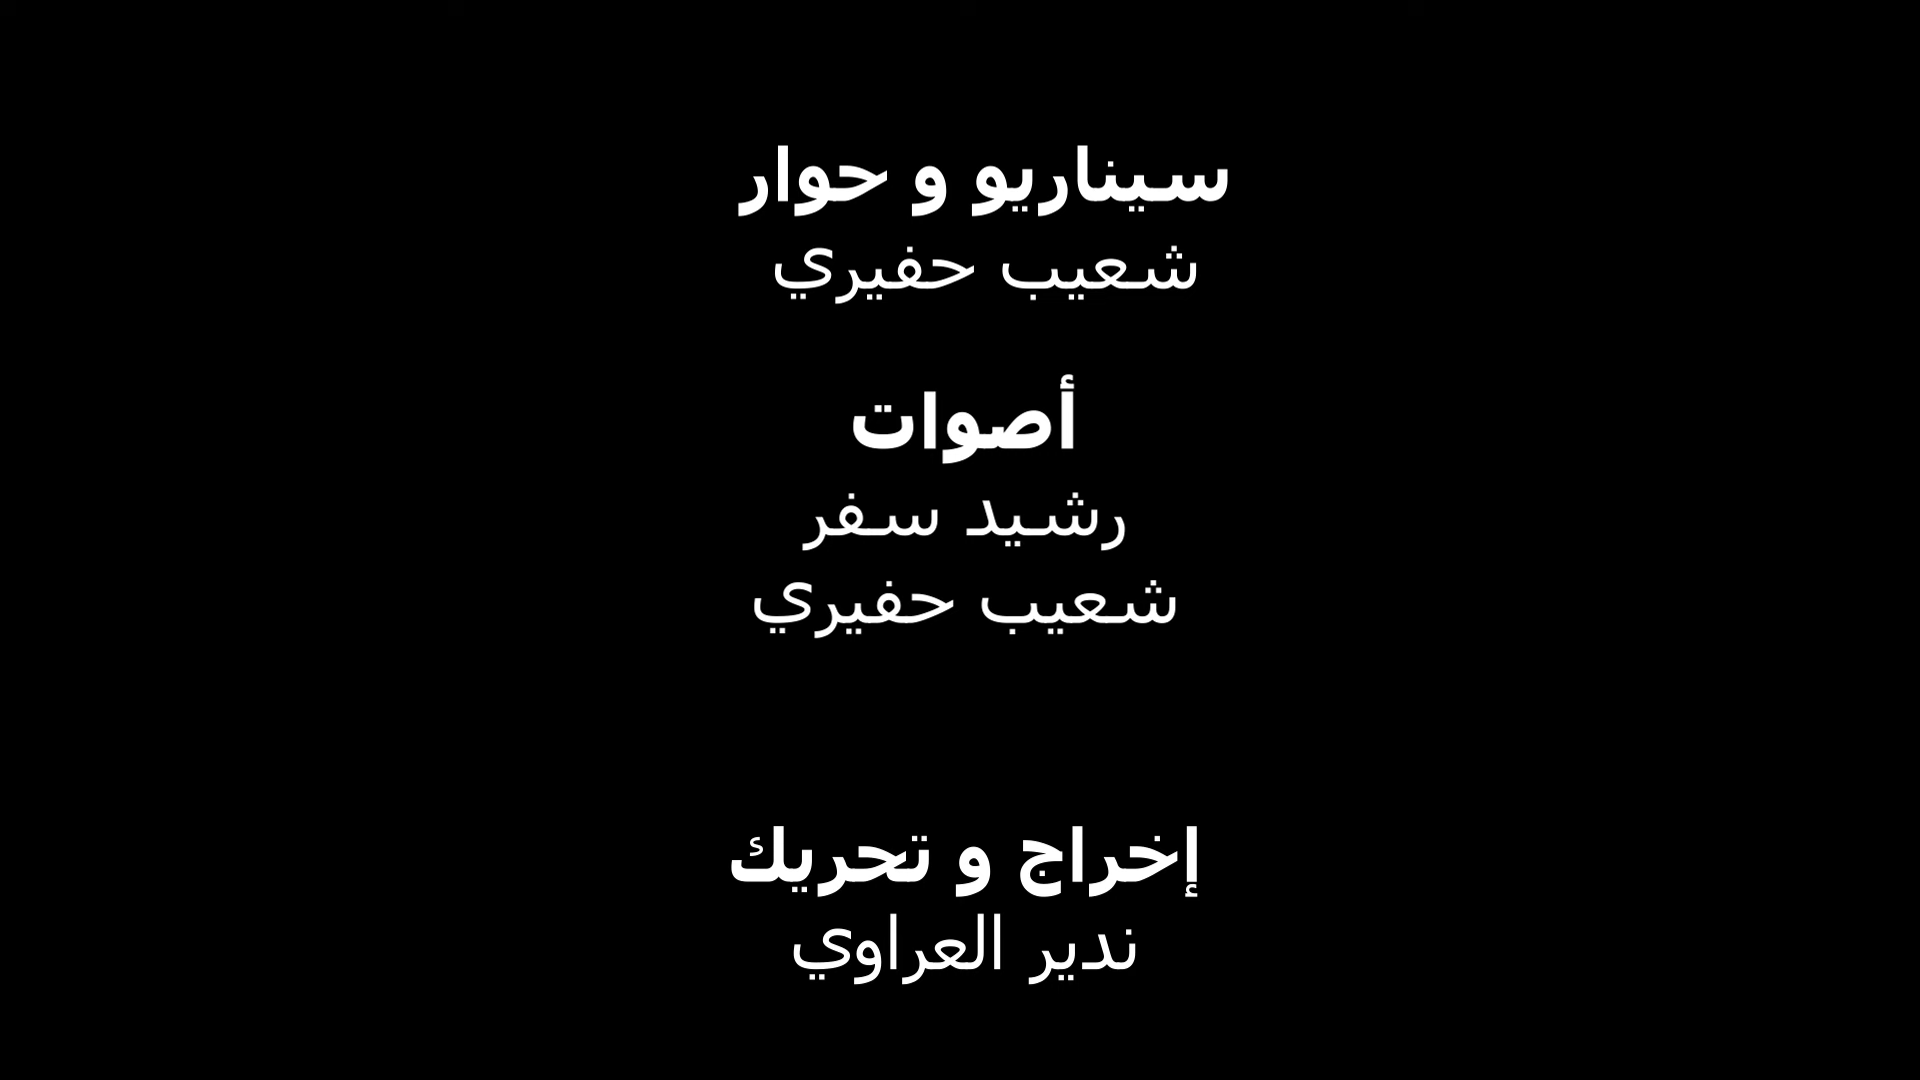 سيناريو و حوار
شعيب حفيري
أصوات
رشيد سفر
شعيب حفيري
إخراج و تحريك
ندير العراوي